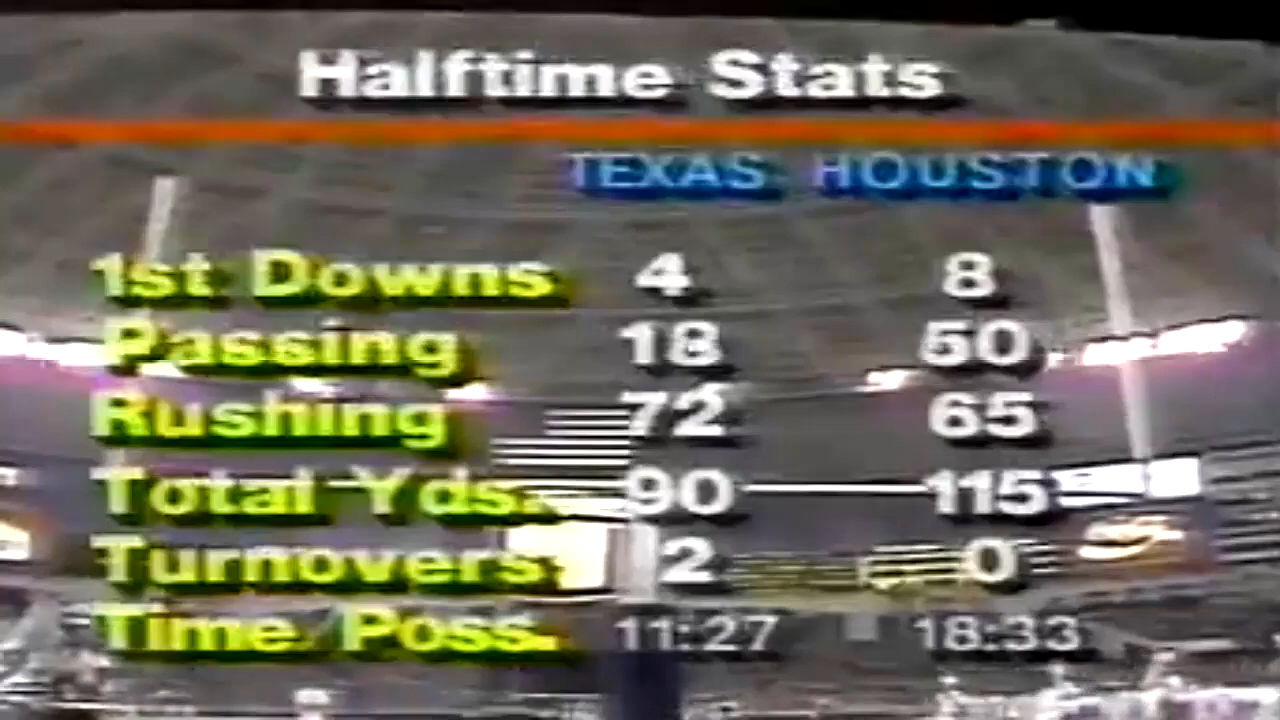 Halftime Stats
TEXAS HOUSTON
1st Downs 4 8
Passing 18 50
Rushing 72 65
Total Yds. 90 115
Turnovers 2 0
Time Poss. 11:27 18:33